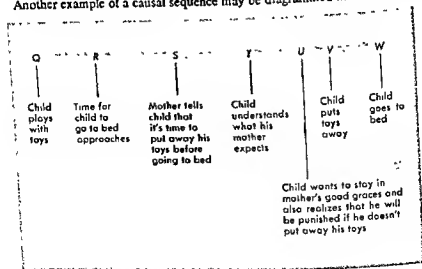 Another example of a causal sequence may be diagrammed
Q R S T U V W
Child
plays
with
toys
Time for
child to
go to bed
approaches
Mother tells
child that
it's time to
put away his
toys before
going to bed
Child
understands
what his
mother
expects
Child
puts
toys
away
Child
goes to
bed
Child wants to stay in
mother's good graces and
also realizes that he will
be punished if he doesn't
put away his toys